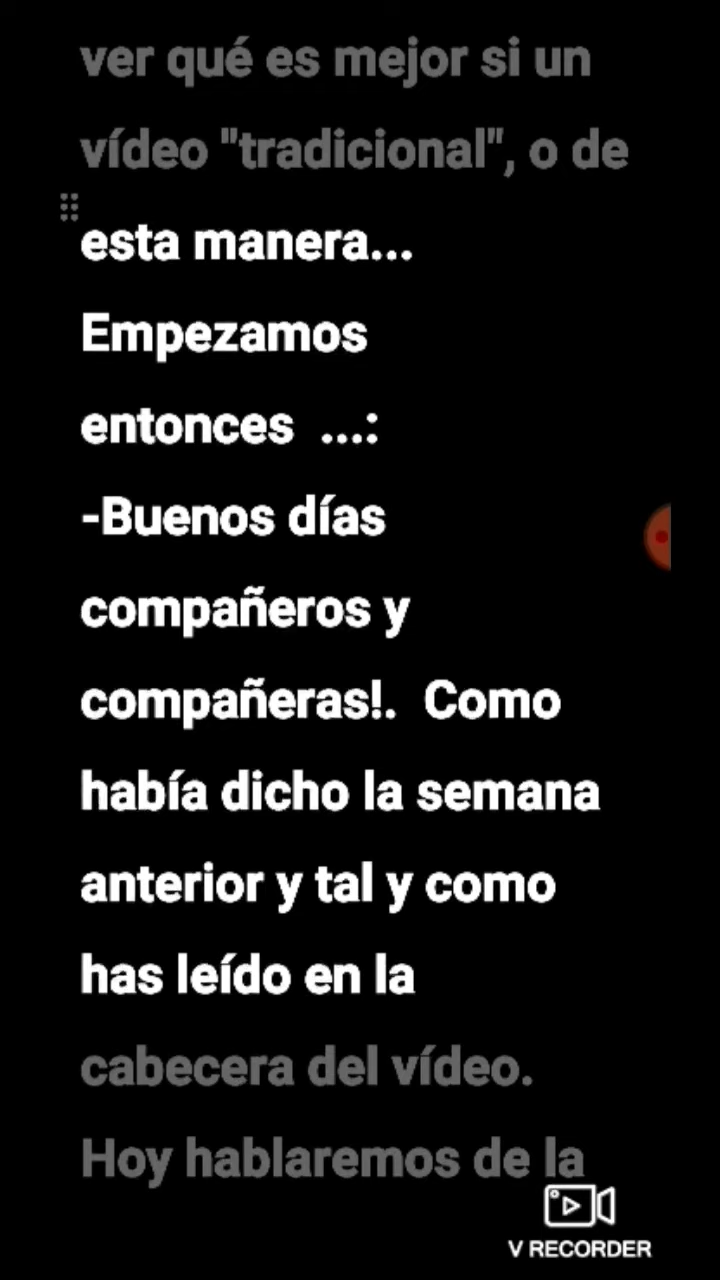 ver qué es mejor si un
vídeo "tradicional", o de
esta manera...
Empezamos
entonces  ...:
-Buenos días
compañeros y
compañeras!.  Como
había dicho la semana
anterior y tal y como
has leído en la
cabecera del vídeo.
Hoy hablaremos de la
V RECORDER